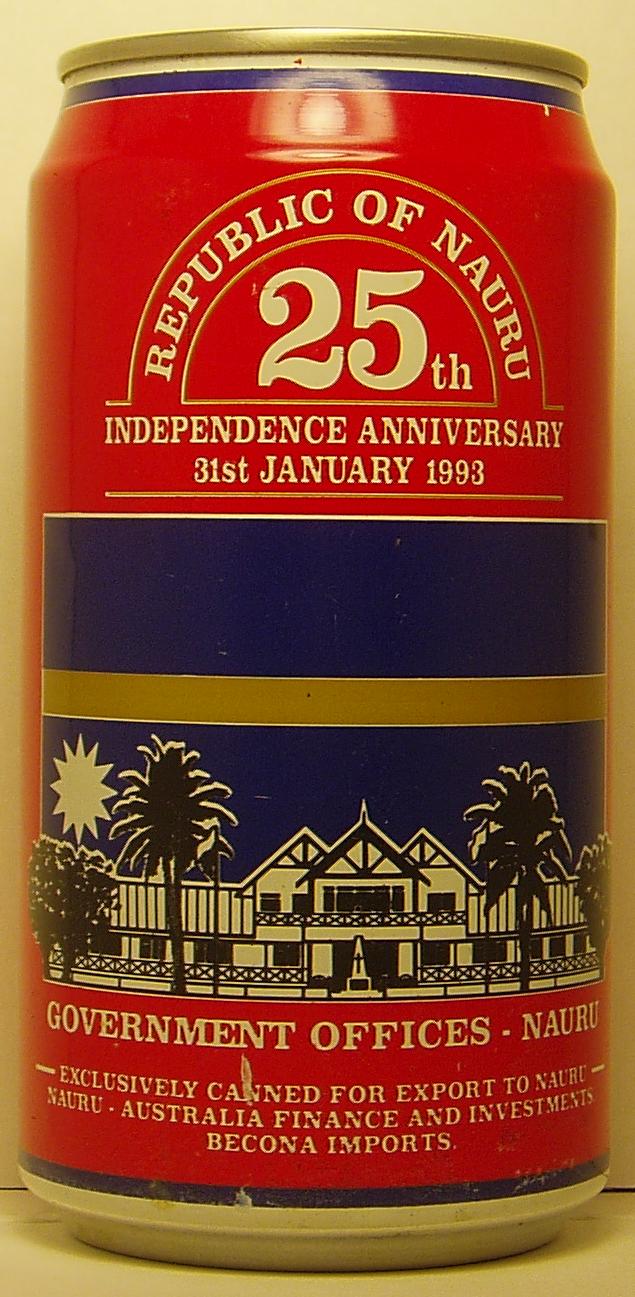 REPUBLIC OF NAURU
25th
INDEPENDENCE ANNIVERSARY
31st JANUARY 1993
GOVERNMENT OFFICES - NAURU
EXCLUSIVELY CANNED FOR EXPORT TO NAURU
NAURU - AUSTRALIA FINANCE AND INVESTMENTS
BECONA IMPORTS.